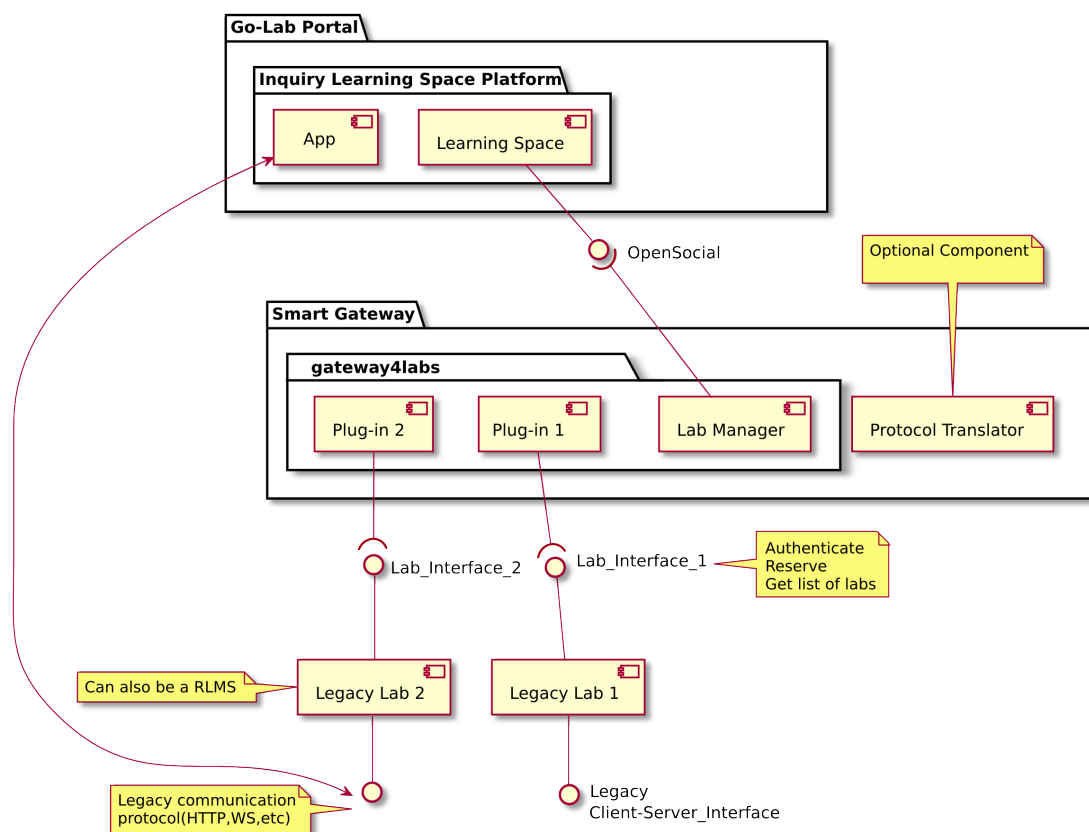 Go-Lab Portal
Inquiry Learning Space Platform
App
Learning Space
OpenSocial
Optional Component
Smart Gateway
gateway4labs
Plug-in 2
Plug-in 1
Lab Manager
Protocol Translator
Lab_Interface_2
Lab_Interface_1
Authenticate
Reserve
Get list of labs
Can also be a RLMS
Legacy Lab 2
Legacy Lab 1
Legacy communication
protocol(HTTP,WS,etc)
Legacy
Client-Server_Interface